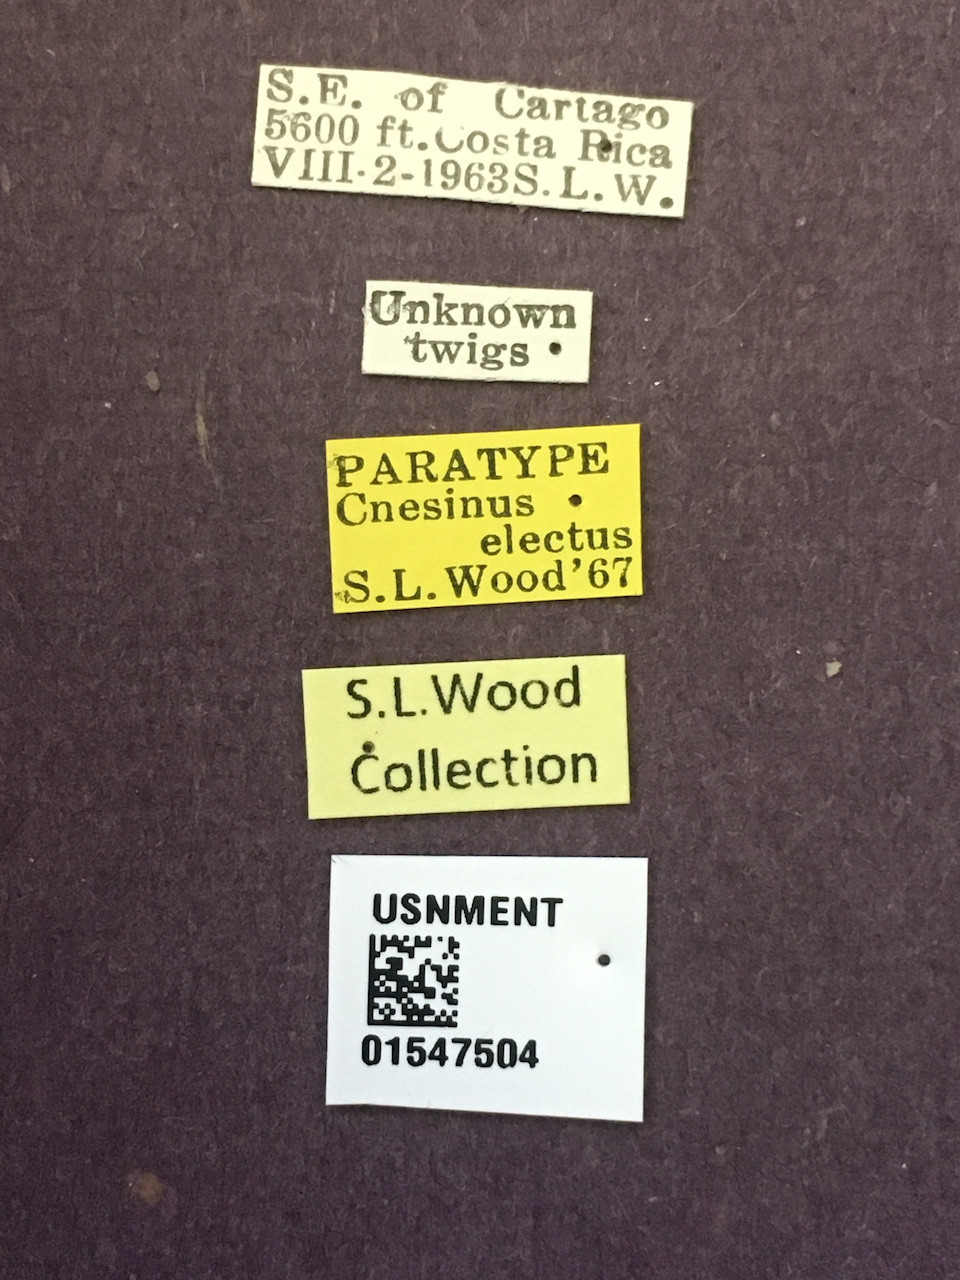 S.E. of Cartago
5600 ft. Costa Rica
VIII·2-1963 S.L.W.
Unknown
twigs
PARATYPE
Cnesinus
electus
S.L.Wood'67
S.L.Wood
Collection
USNMENT
01547504